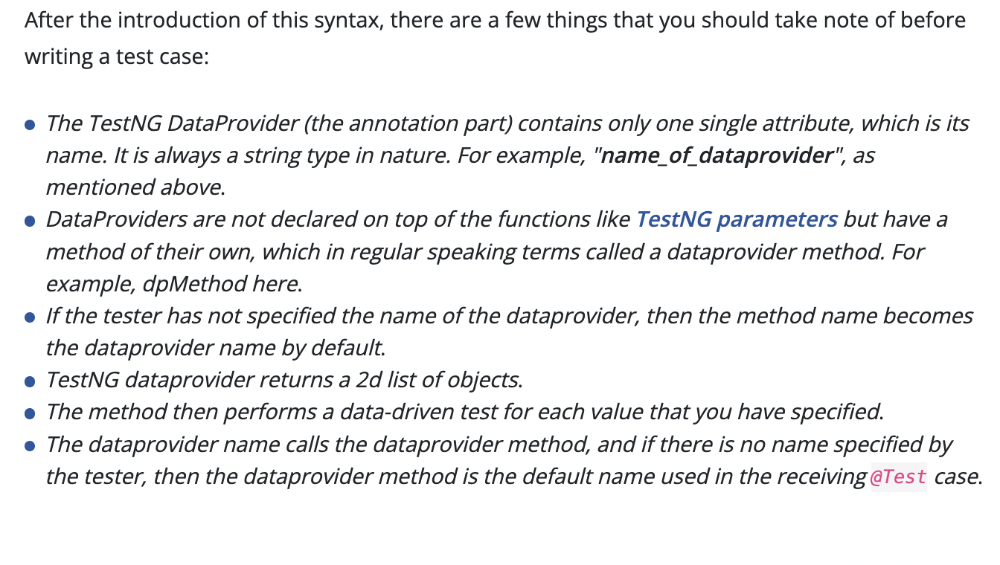 After the introduction of this syntax, there are a few things that you should take note of before
writing a test case:
The TestNG DataProvider (the annotation part) contains only one single attribute, which is its
name. It is always a string type in nature. For example, "name_of_dataprovider", as
mentioned above.
DataProviders are not declared on top of the functions like TestNG parameters but have a
method of their own, which in regular speaking terms called a dataprovider method. For
example, dpMethod here.
If the tester has not specified the name of the dataprovider, then the method name becomes
the dataprovider name by default.
TestNG dataprovider returns a 2d list of objects.
The method then performs a data-driven test for each value that you have specified.
The dataprovider name calls the dataprovider method, and if there is no name specified by
the tester, then the dataprovider method is the default name used in the receiving @Test case.